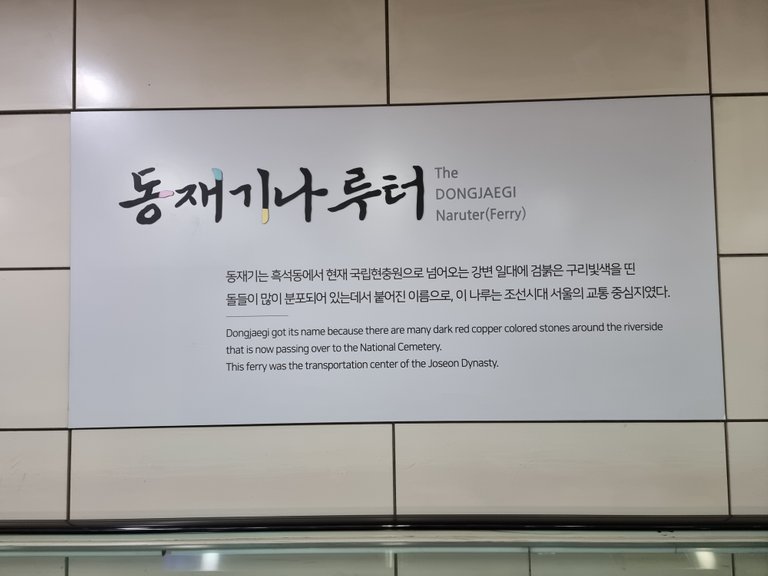 동재기나루터
The
DONGJAEGI
Naruter(Ferry)
동재기는 흑석동에서 현재 국립현충원으로 넘어오는 강변 일대에 검붉은 구리빛색을 띤
돌들이 많이 분포되어 있는데서 붙어진 이름으로, 이 나루는 조선시대 서울의 교통 중심지였다.
Dongjaegi got its name because there are many dark red copper colored stones around the riverside
that is now passing over to the National Cemetery.
This ferry was the transportation center of the Joseon Dynasty.